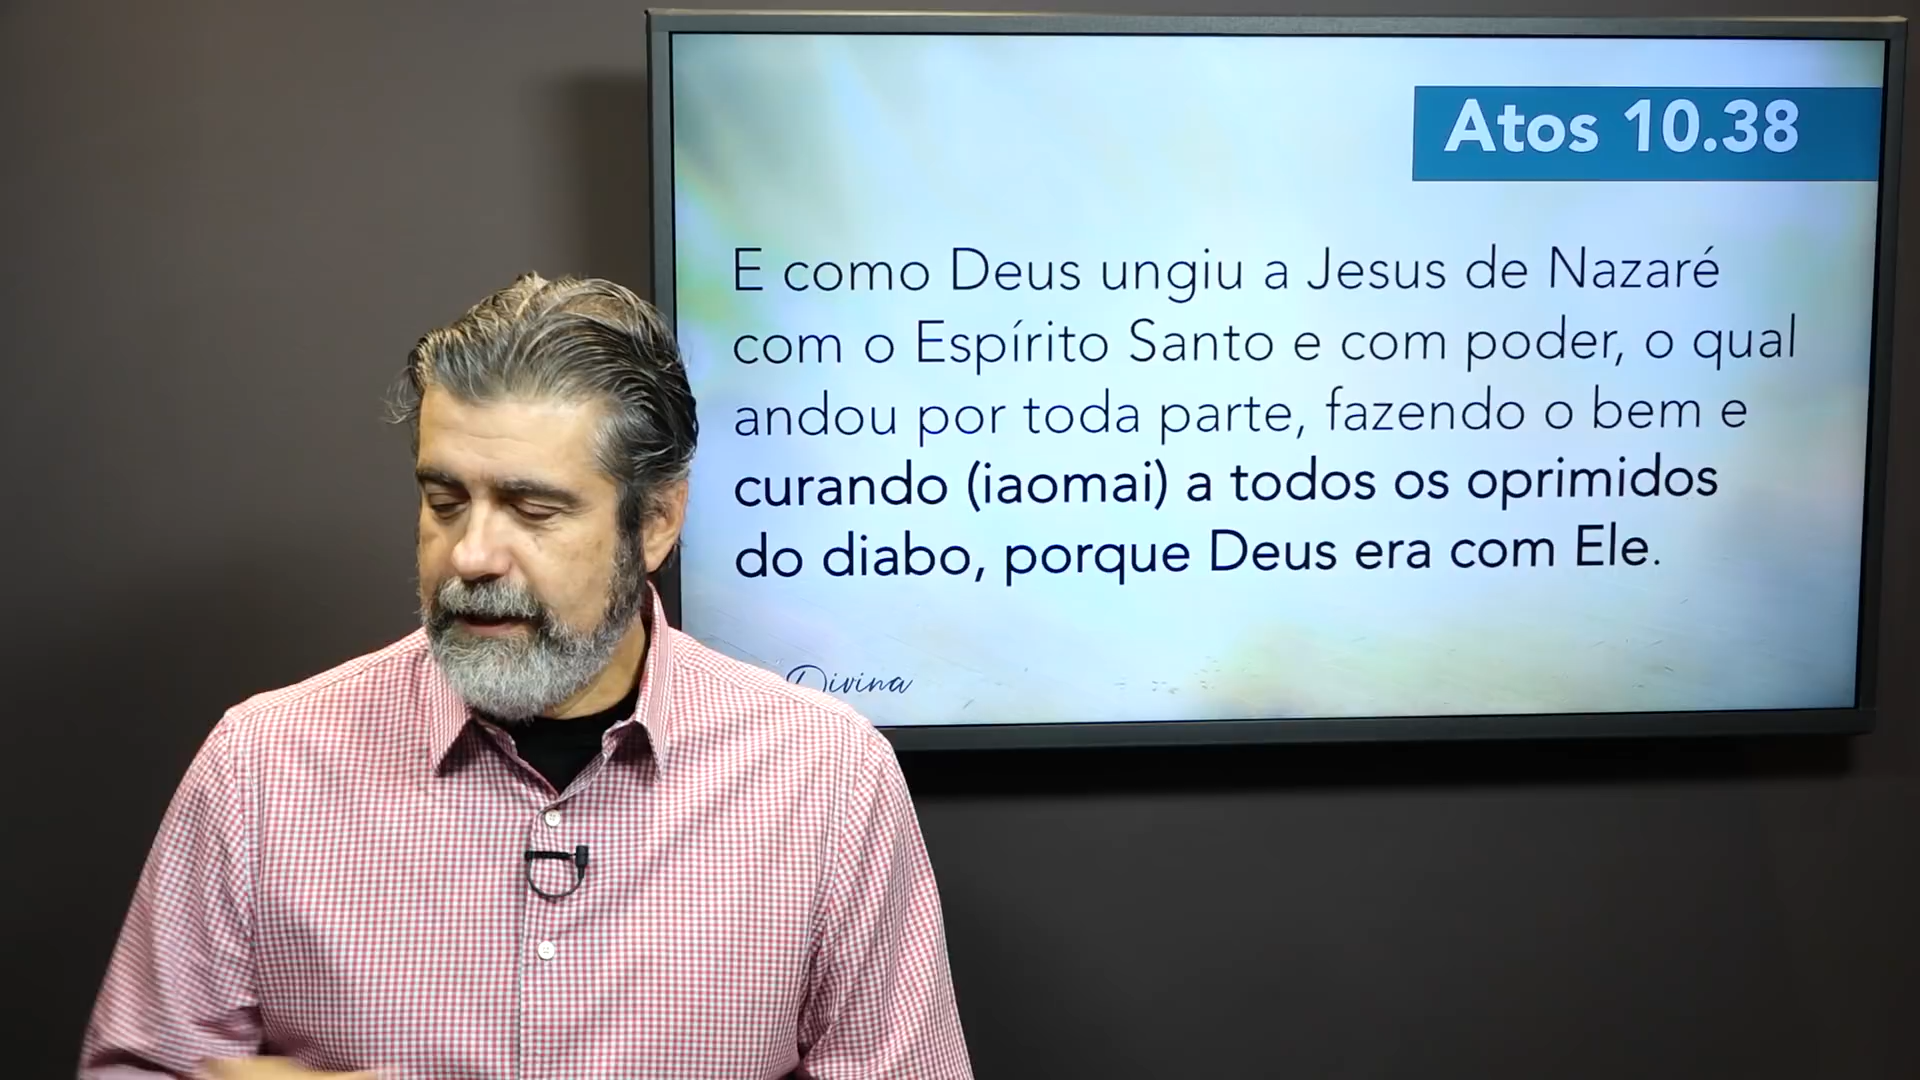 Atos 10.38
E como Deus ungiu a Jesus de Nazaré
com o Espírito Santo e com poder, o qual
andou por toda parte, fazendo o bem e
curando (iaomai) a todos os oprimidos
do diabo, porque Deus era com Ele.
Divina